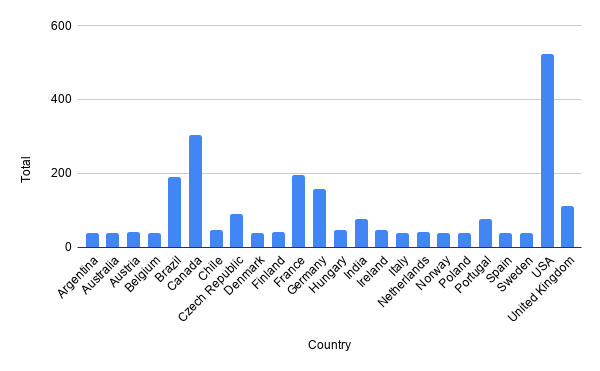 600
400
200
0
Total
Argentina
Australia
Austria
Belgium
Brazil
Canada
Chile
Czech Republic
Denmark
Finland
France
Germany
Hungary
India
Ireland
Italy
Netherlands
Norway
Poland
Portugal
Spain
Sweden
USA
United Kingdom
Country